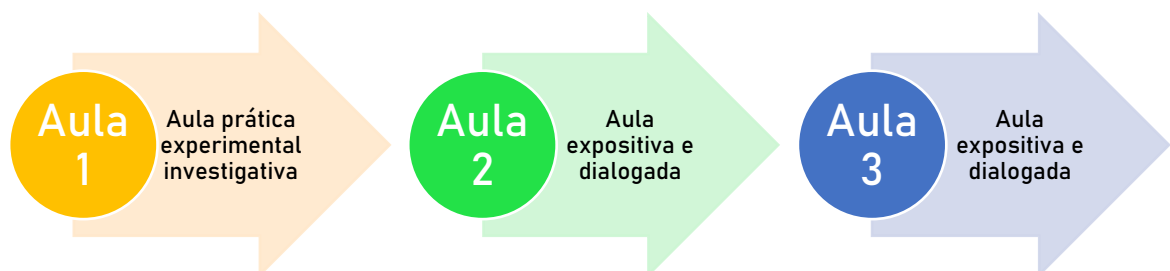 Aula
1
Aula prática
experimental
investigativa
Aula
2
Aula
expositiva e
dialogada
Aula
3
Aula
expositiva e
dialogada